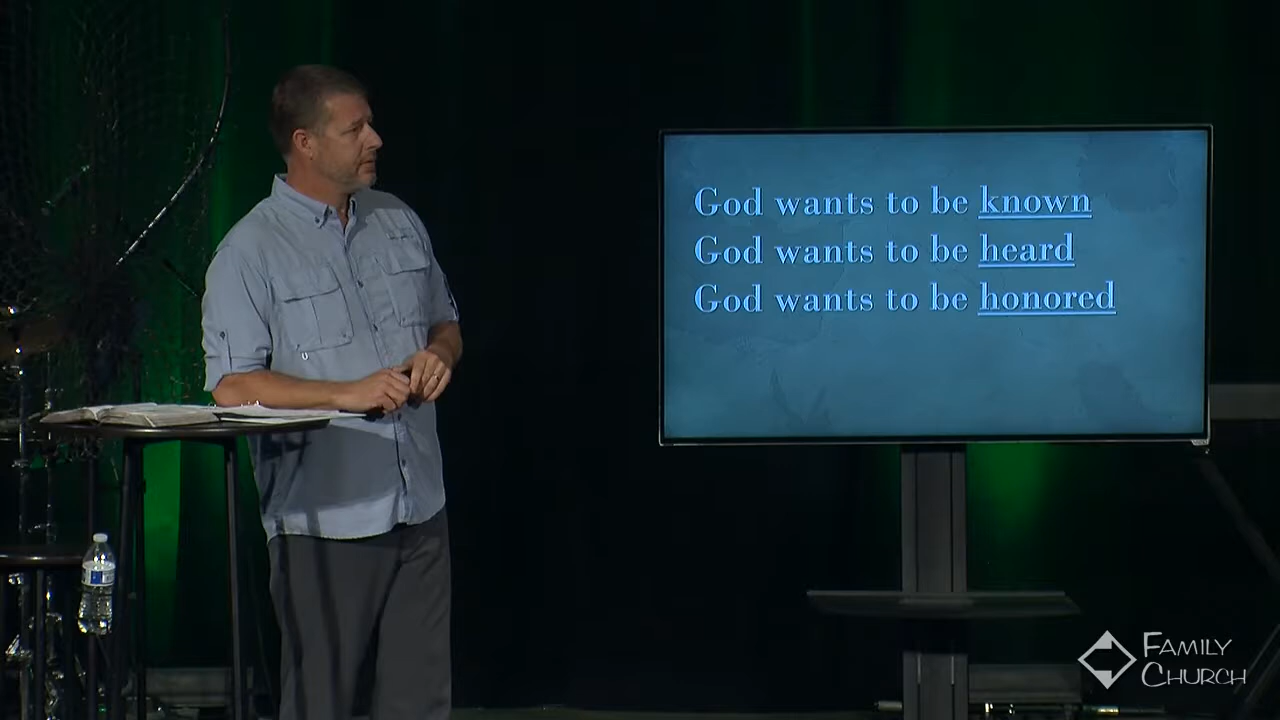 God wants to be known
God wants to be heard
God wants to be honored
Family
Church